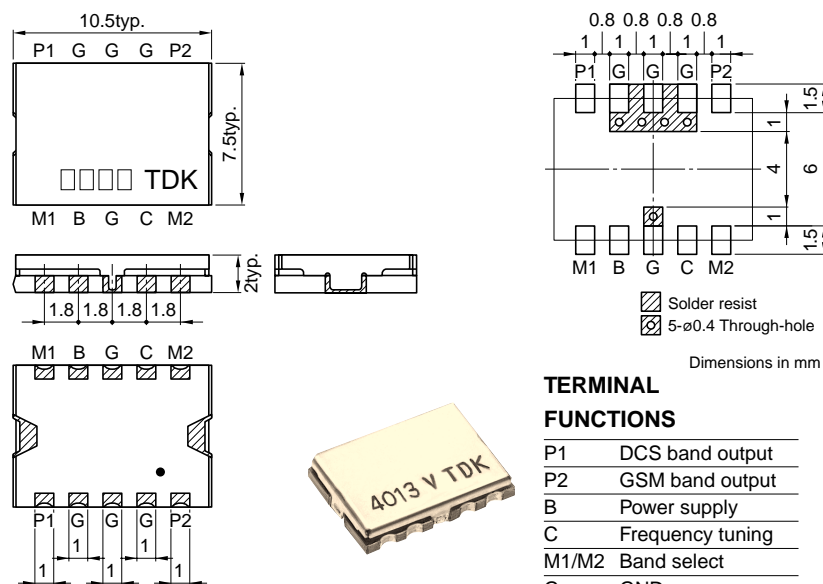 10.5typ.
P1 G G G P2
7.5typ.
TDK
M1 B G C M2
2typ.
1.8 1.8 1.8 1.8
M1 B G C M2
P1 G G G P2
1 1
1 1 1
4013 V TDK
0.8 0.8 0.8 0.8
1 1 1 1 1
P1 G G G P2
1.5
1
4 6
1
1.5
M1 B G C M2
Solder resist
5-ø0.4 Through-hole
Dimensions in mm
TERMINAL
FUNCTIONS
P1 DCS band output
P2 GSM band output
B Power supply
C Frequency tuning
M1/M2 Band select